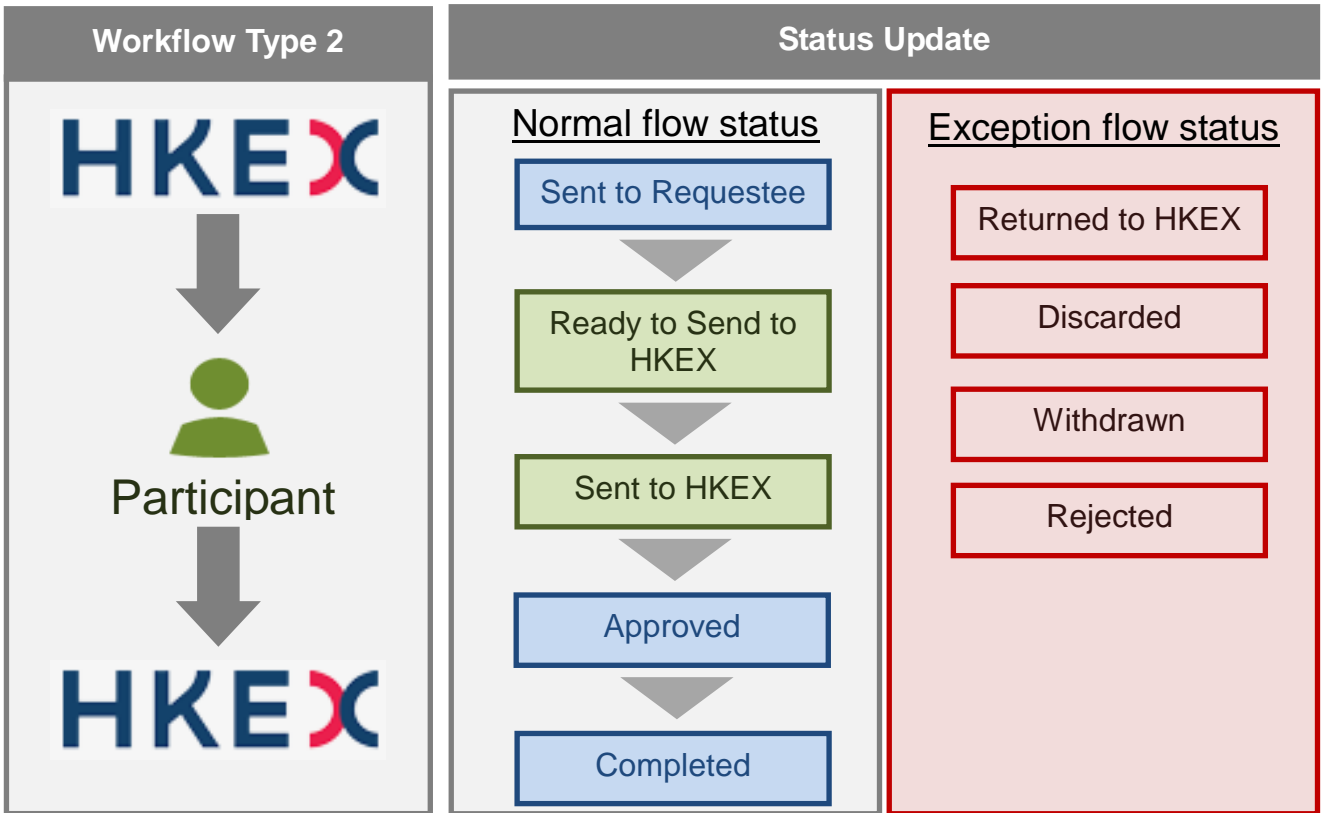 Workflow Type 2
HKEX
Participant
HKEX
Status Update
Normal flow status
Sent to Requestee
Ready to Send to
HKEX
Sent to HKEX
Approved
Completed
Exception flow status
Returned to HKEX
Discarded
Withdrawn
Rejected